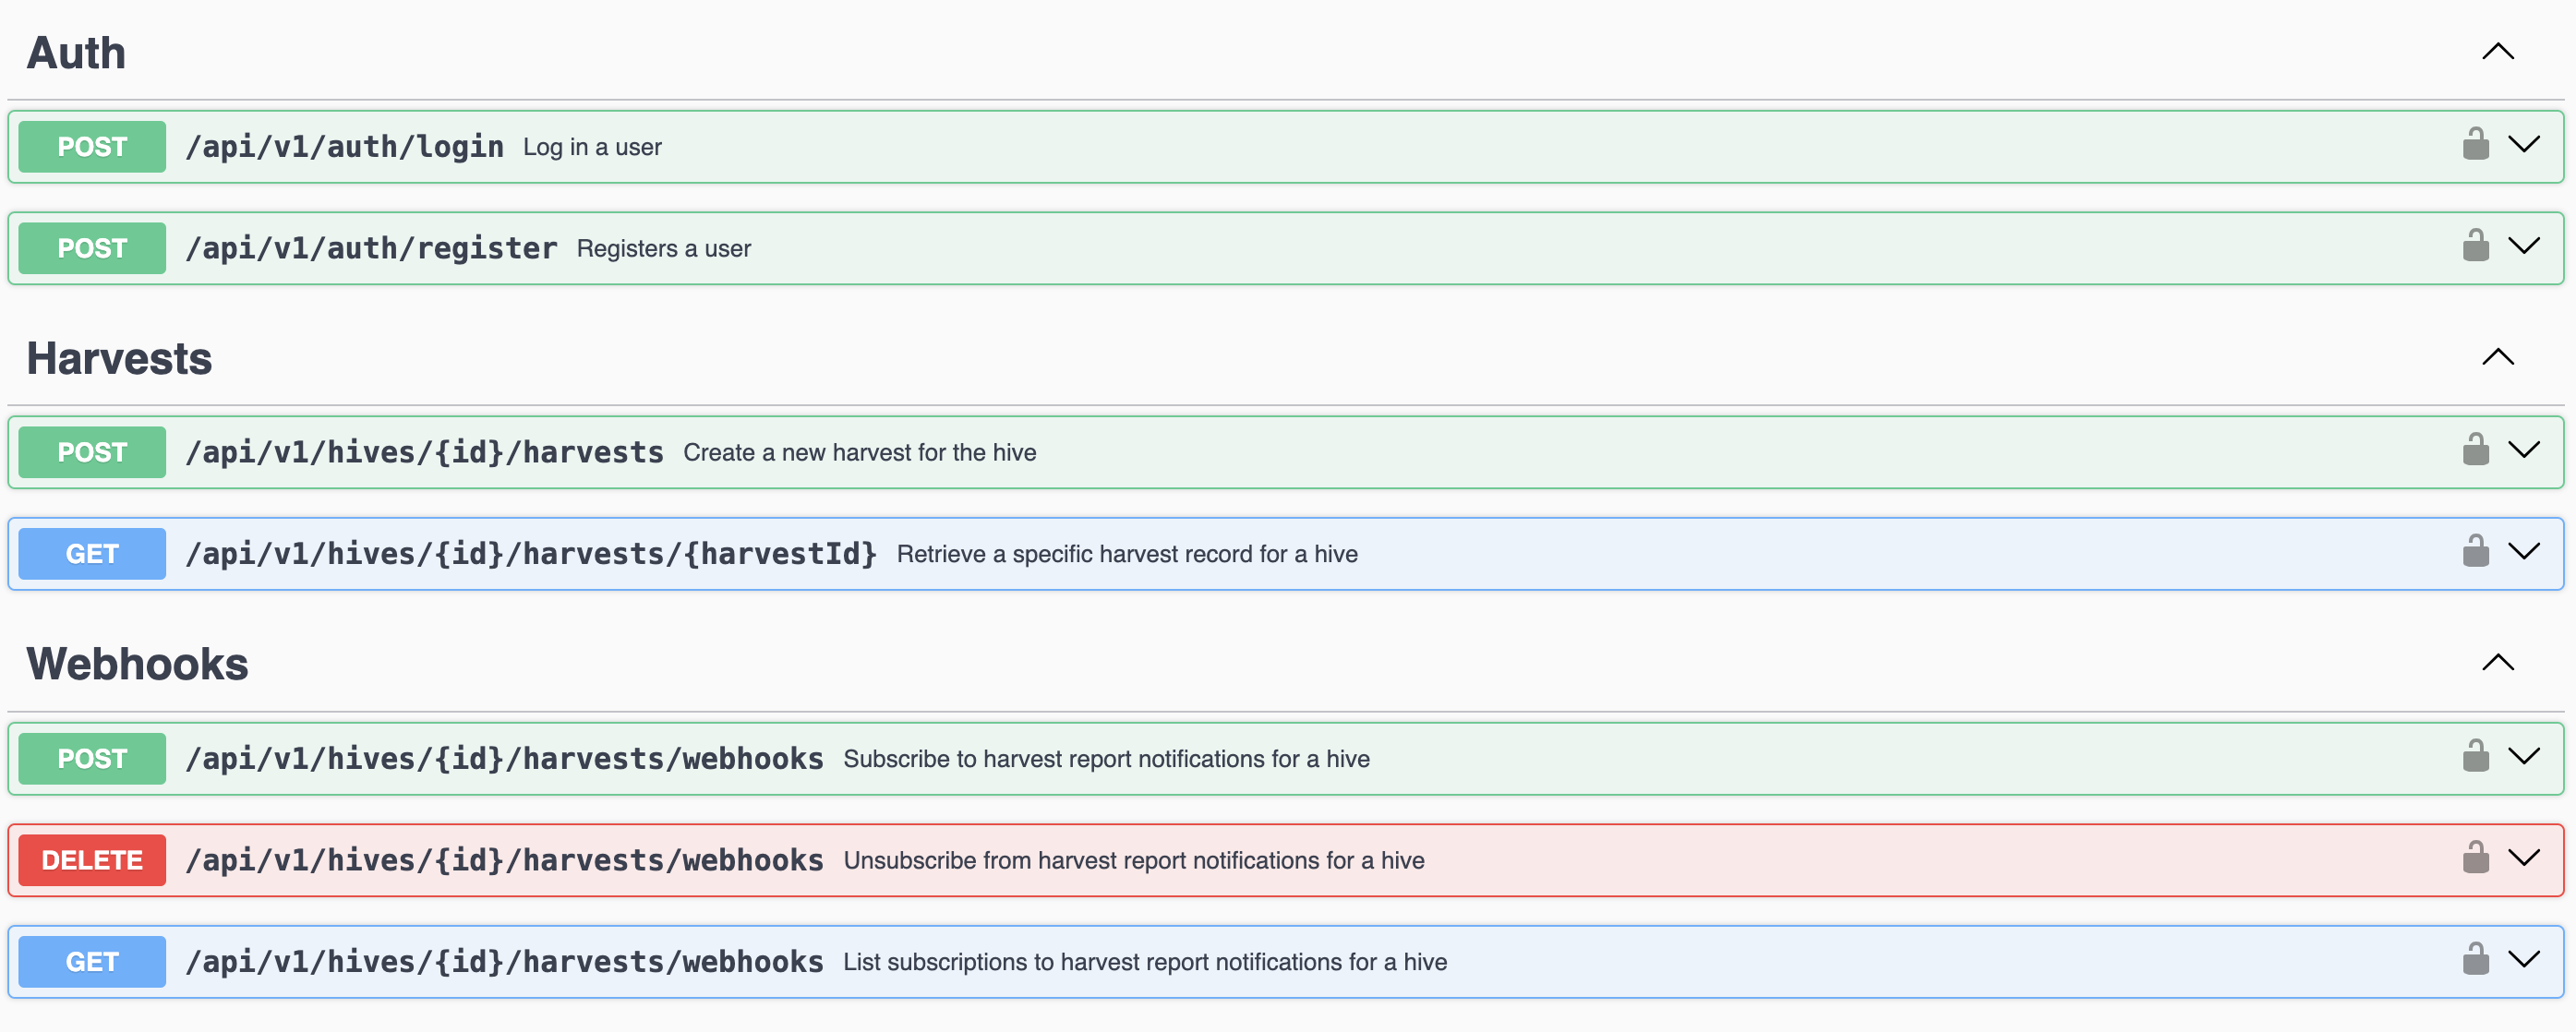 Auth
POST /api/v1/auth/login Log in a user
POST /api/v1/auth/register Registers a user
Harvests
POST /api/v1/hives/{id}/harvests Create a new harvest for the hive
GET /api/v1/hives/{id}/harvests/{harvestId} Retrieve a specific harvest record for a hive
Webhooks
POST /api/v1/hives/{id}/harvests/webhooks Subscribe to harvest report notifications for a hive
DELETE /api/v1/hives/{id}/harvests/webhooks Unsubscribe from harvest report notifications for a hive
GET /api/v1/hives/{id}/harvests/webhooks List subscriptions to harvest report notifications for a hive